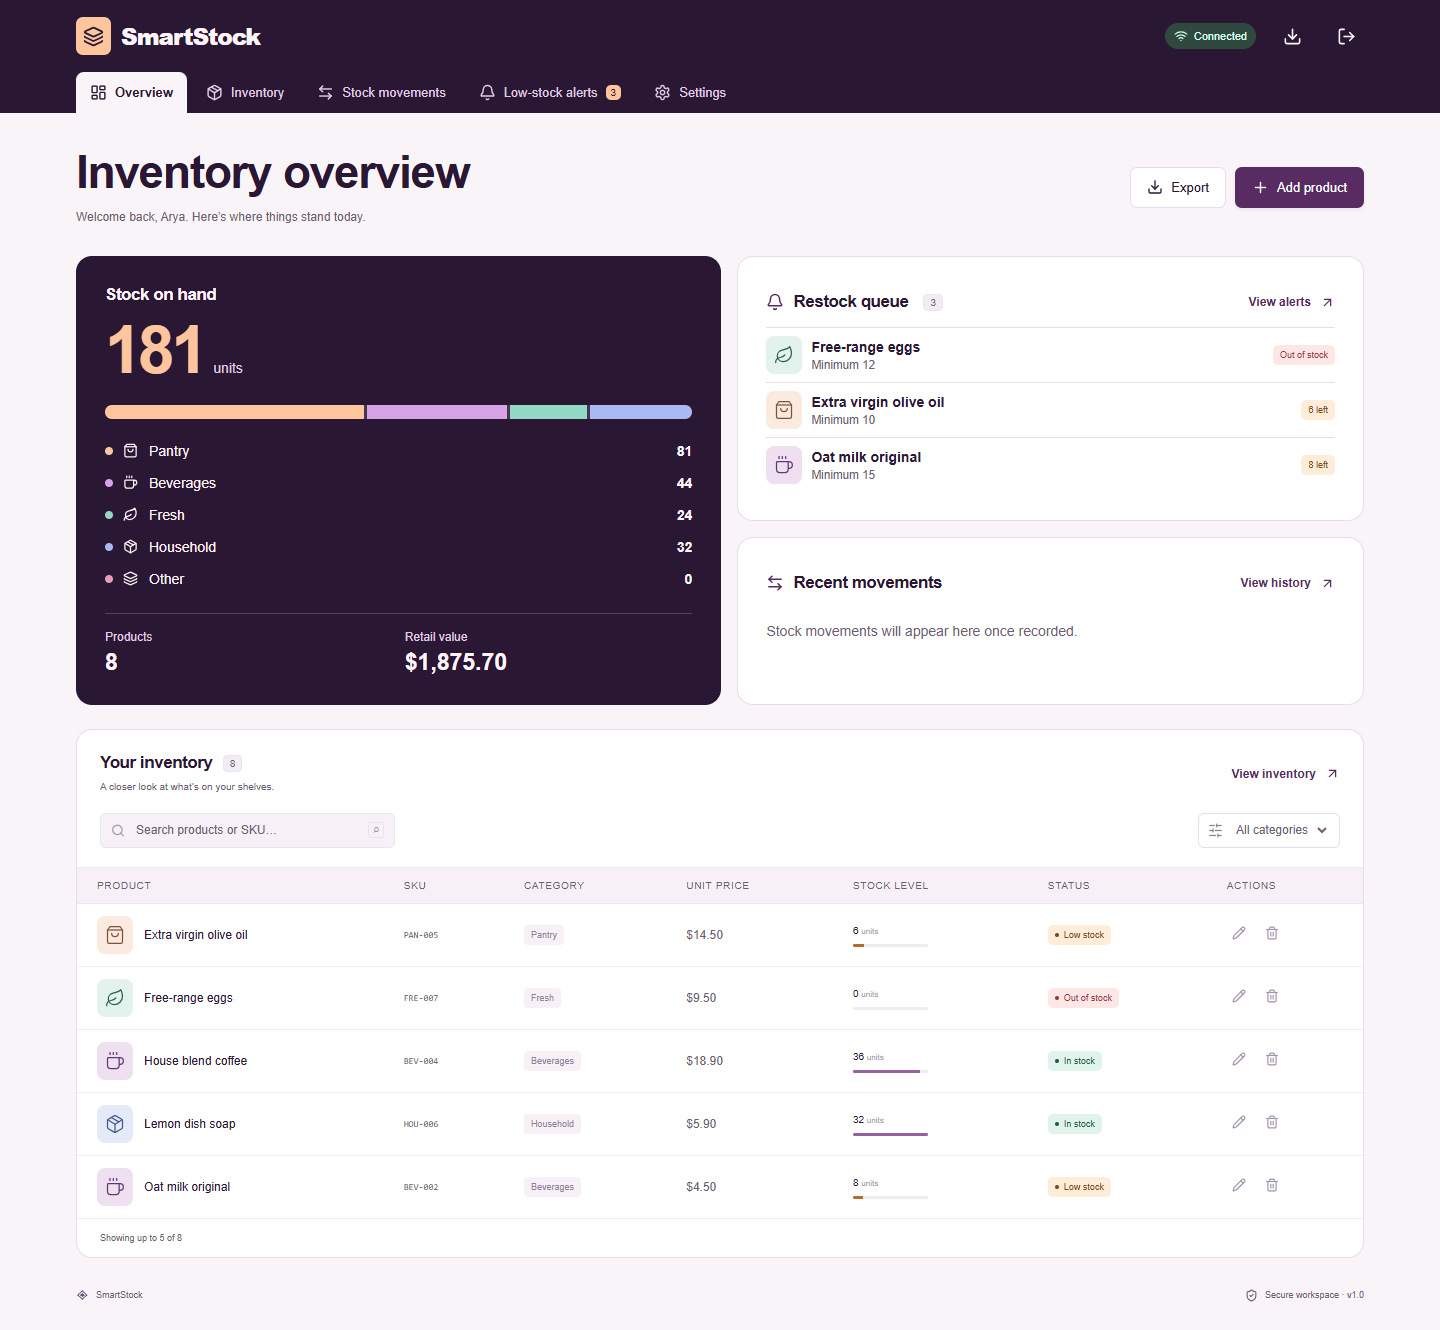 SmartStock
Connected
Overview
Inventory
Stock movements
Low-stock alerts 3
Settings
Inventory overview
Welcome back, Arya. Here's where things stand today.
Export
Add product
Stock on hand
181 units
Pantry 81
Beverages 44
Fresh 24
Household 32
Other 0
Products
8
Retail value
$1,875.70
Restock queue 3
View alerts
Free-range eggs
Minimum 12
Out of stock
Extra virgin olive oil
Minimum 10
6 left
Oat milk original
Minimum 15
8 left
Recent movements
View history
Stock movements will appear here once recorded.
Your inventory 8
A closer look at what's on your shelves.
View inventory
Search products or SKU...
All categories
PRODUCT SKU CATEGORY UNIT PRICE STOCK LEVEL STATUS ACTIONS
Extra virgin olive oil PAN-005 Pantry $14.50 6 units Low stock
Free-range eggs FRE-007 Fresh $9.50 0 units Out of stock
House blend coffee BEV-004 Beverages $18.90 36 units In stock
Lemon dish soap HOU-006 Household $5.90 32 units In stock
Oat milk original BEV-002 Beverages $4.50 8 units Low stock
Showing up to 5 of 8
SmartStock
Secure workspace · v1.0